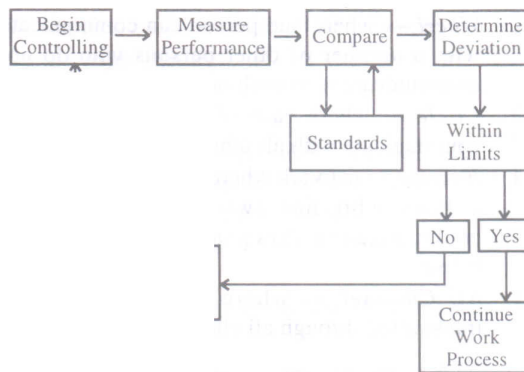 Begin
Controlling
Measure
Performance
Compare
Determine
Deviation
Standards
Within
Limits
No
Yes
Continue
Work
Process